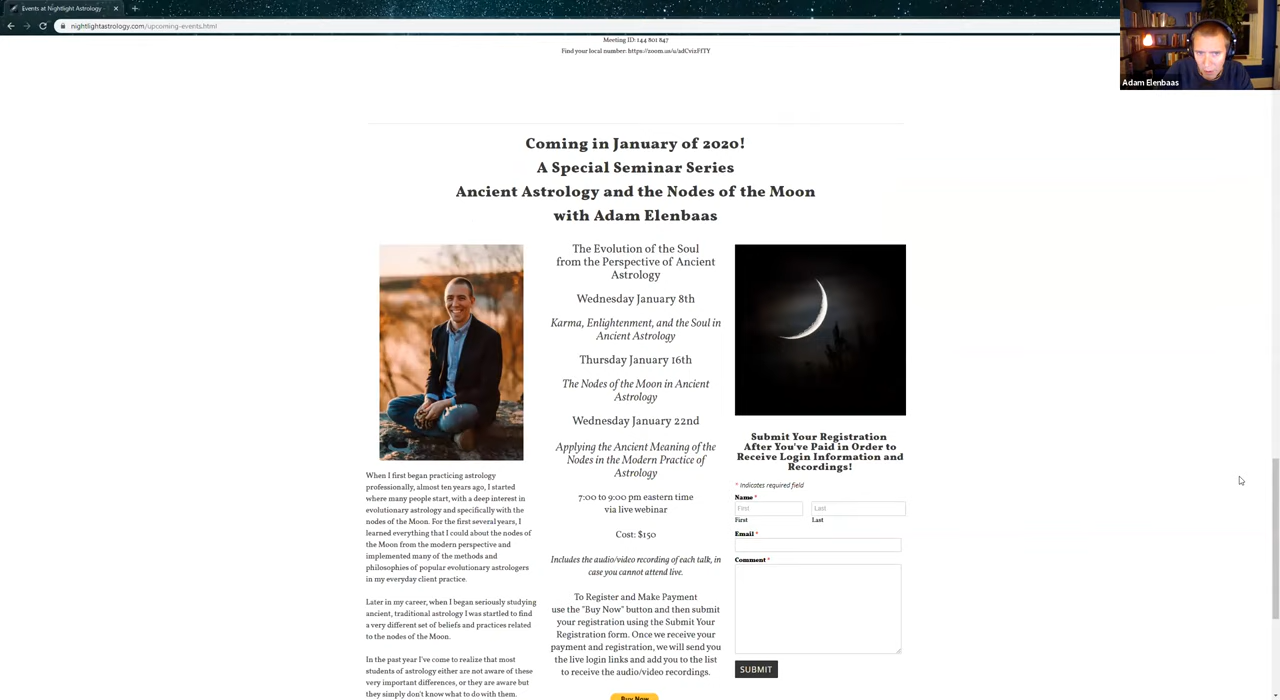 Events at Nightlight Astrology
nightlightastrology.com/upcoming-events.html
Adam Elenbaas
Meeting ID: 144 801 847
Find your local number: https://zoom.us/u/adCvizFfTY
Coming in January of 2020!
A Special Seminar Series
Ancient Astrology and the Nodes of the Moon
with Adam Elenbaas
When I first began practicing astrology
professionally, almost ten years ago, I started
where many people start, with a deep interest in
evolutionary astrology and specifically with the
nodes of the Moon. For the first several years, I
learned everything that I could about the nodes of
the Moon from the modern perspective and
implemented many of the methods and
philosophies of popular evolutionary astrologers
in my everyday client practice.
Later in my career, when I began seriously studying
ancient, traditional astrology I was startled to find
a very different set of beliefs and practices related
to the nodes of the Moon.
In the past year I've come to realize that most
students of astrology either are not aware of these
very important differences, or they are aware but
they simply don't know what to do with them.
The Evolution of the Soul
from the Perspective of Ancient
Astrology
Wednesday January 8th
Karma, Enlightenment, and the Soul in
Ancient Astrology
Thursday January 16th
The Nodes of the Moon in Ancient
Astrology
Wednesday January 22nd
Applying the Ancient Meaning of the
Nodes in the Modern Practice of
Astrology
7:00 to 9:00 pm eastern time
via live webinar
Cost: $150
Includes the audio/video recording of each talk, in
case you cannot attend live.
To Register and Make Payment
use the "Buy Now" button and then submit
your registration using the Submit Your
Registration form. Once we receive your
payment and registration, we will send you
the live login links and add you to the list
to receive the audio/video recordings.
Buy Now
Submit Your Registration
After You've Paid in Order to
Receive Login Information and
Recordings!
* Indicates required field
Name *
First
Last
First
Last
Email *
Comment *
SUBMIT